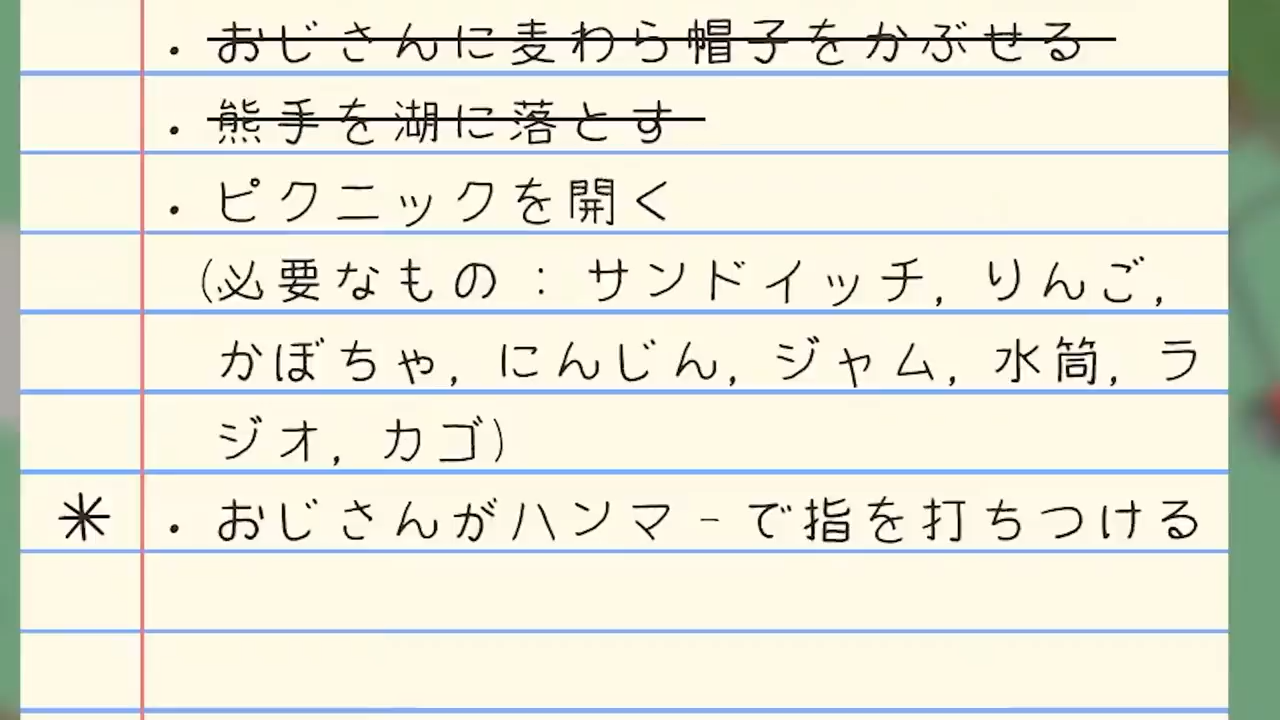 ・おじさんに麦わら帽子をかぶせる
・熊手を湖に落とす
・ピクニックを開く
(必要なもの : サンドイッチ, りんご,
かぼちゃ, にんじん, ジャム, 水筒, ラ
ジオ, カゴ)
＊・おじさんがハンマ-で指を打ちつける